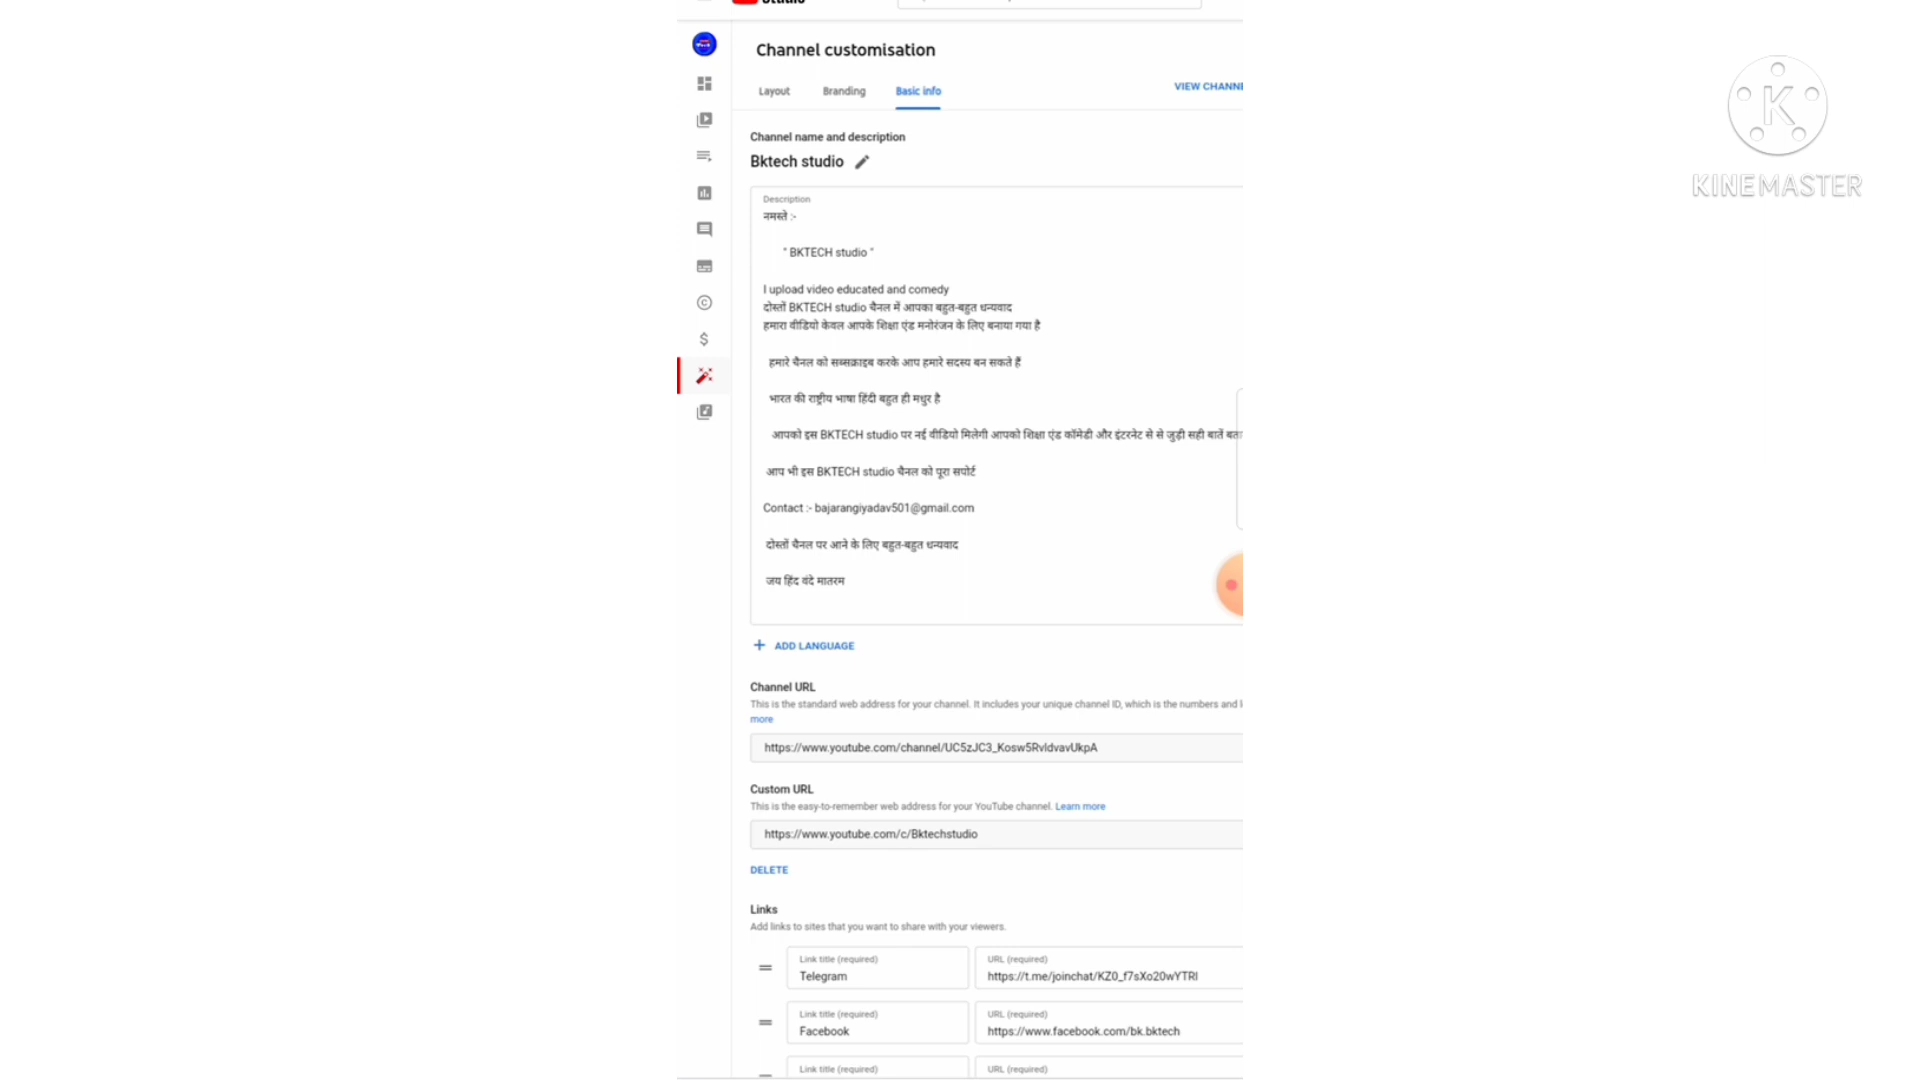 Channel customisation
Layout Branding Basic info VIEW CHANNE
Channel name and description
Bktech studio
Description
नमस्ते :-
" BKTECH studio "
I upload video educated and comedy
दोस्तों BKTECH studio चैनल में आपका बहुत-बहुत धन्यवाद
हमारा वीडियो केवल आपके शिक्षा एंड मनोरंजन के लिए बनाया गया है
हमारे चैनल को सब्सक्राइब करके आप हमारे सदस्य बन सकते हैं
भारत की राष्ट्रीय भाषा हिंदी बहुत ही मधुर है
आपको इस BKTECH studio पर नई वीडियो मिलेगी आपको शिक्षा एंड कॉमेडी और इंटरनेट से से जुड़ी सही बातें
आप भी इस BKTECH studio चैनल को पूरा सपोर्ट
Contact :- bajarangiyadav501@gmail.com
दोस्तों चैनल पर आने के लिए बहुत-बहुत धन्यवाद
जय हिंद वंदे मातरम
+ ADD LANGUAGE
Channel URL
This is the standard web address for your channel. It includes your unique channel ID, which is the numbers and
more
https://www.youtube.com/channel/UC5zJC3_Kosw5RvldvavUkpA
Custom URL
This is the easy-to-remember web address for your YouTube channel. Learn more
https://www.youtube.com/c/Bktechstudio
DELETE
Links
Add links to sites that you want to share with your viewers.
Link title (required) URL (required)
Telegram https://t.me/joinchat/KZ0_f7sXo20wYTRl
Link title (required) URL (required)
Facebook https://www.facebook.com/bk.bktech
Link title (required) URL (required)
K
KINEMASTER